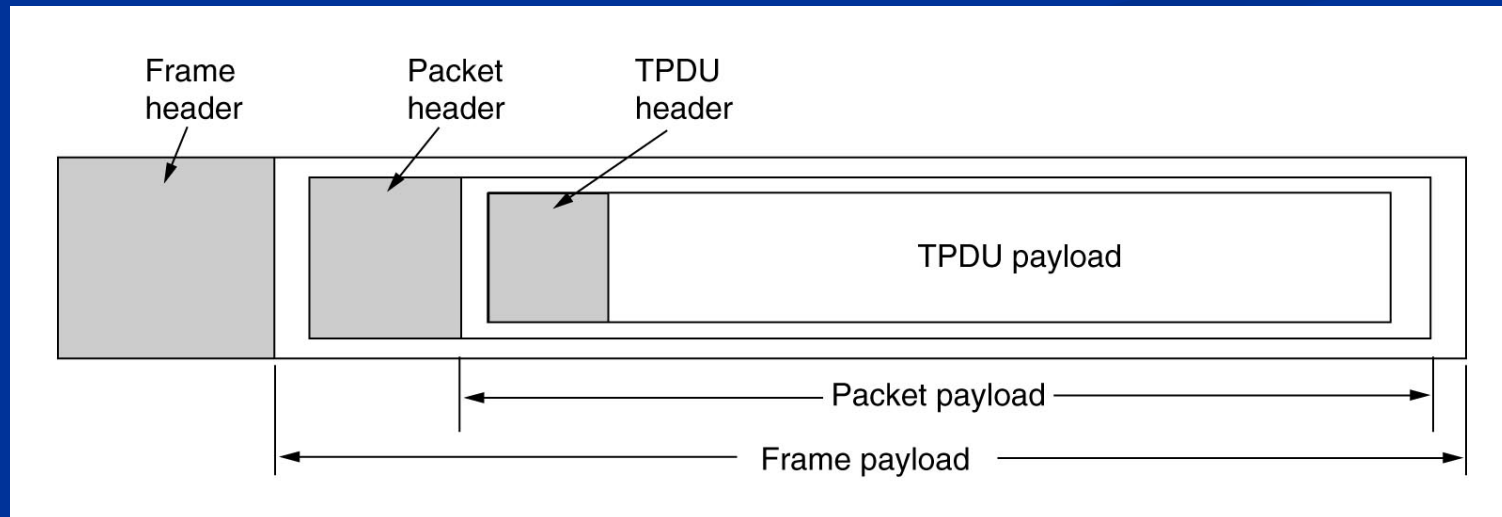 Frame
header
Packet
header
TPDU
header
TPDU payload
Packet payload
Frame payload